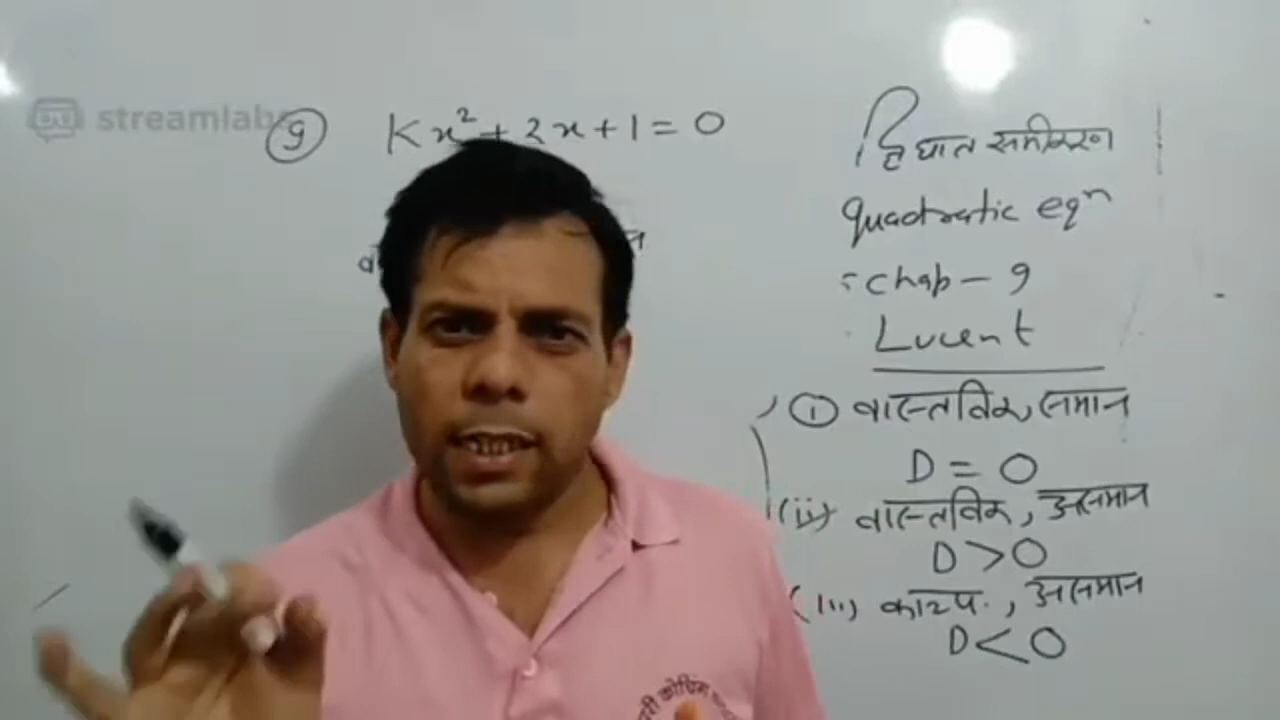 streamlabs
9 Kx² + 2x + 1 = 0
द्विघात समीकरण
quadratic eqⁿ
chap - 9
Lucent
(i) वास्तविक, समान
D = 0
(ii) वास्तविक, असमान
D > 0
(iii) काल्प., असमान
D < 0
कोचिंग